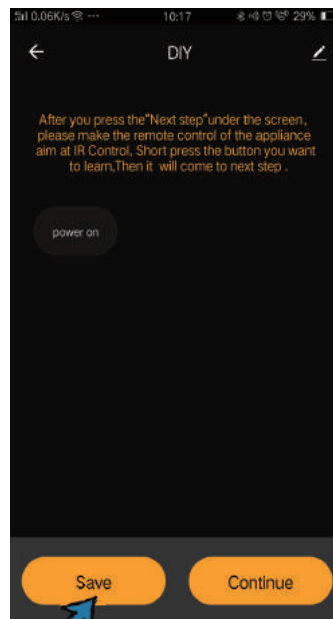 0.06K/s ··· 10:17 29%
DIY
After you press the"Next step"under the screen,
please make the remote control of the appliance
aim at IR Control, Short press the button you want
to learn,Then it will come to next step .
power on
Save Continue